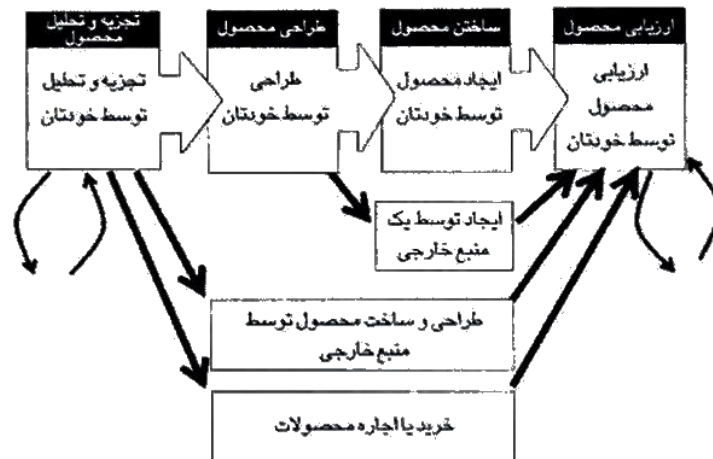 تجزیه و تحلیل
محصول
تجزیه و تحلیل
توسط خودتان
طراحی محصول
طراحی
توسط خودتان
ساختن محصول
ایجاد محصول
توسط خودتان
ارزیابی محصول
ارزیابی
محصول
توسط خودتان
ایجاد توسط یک
منبع خارجی
طراحی و ساخت محصول توسط
منبع خارجی
خرید یا اجاره محصولات